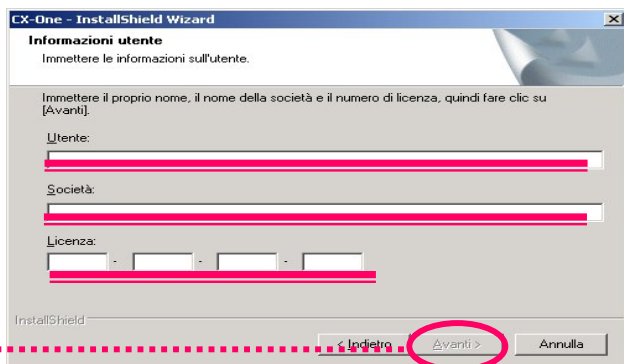 CX-One - InstallShield Wizard
Informazioni utente
Immettere le informazioni sull'utente.
Immettere il proprio nome, il nome della società e il numero di licenza, quindi fare clic su
[Avanti].
Utente:
Società:
Licenza:
- - -
InstallShield
< Indietro Avanti > Annulla